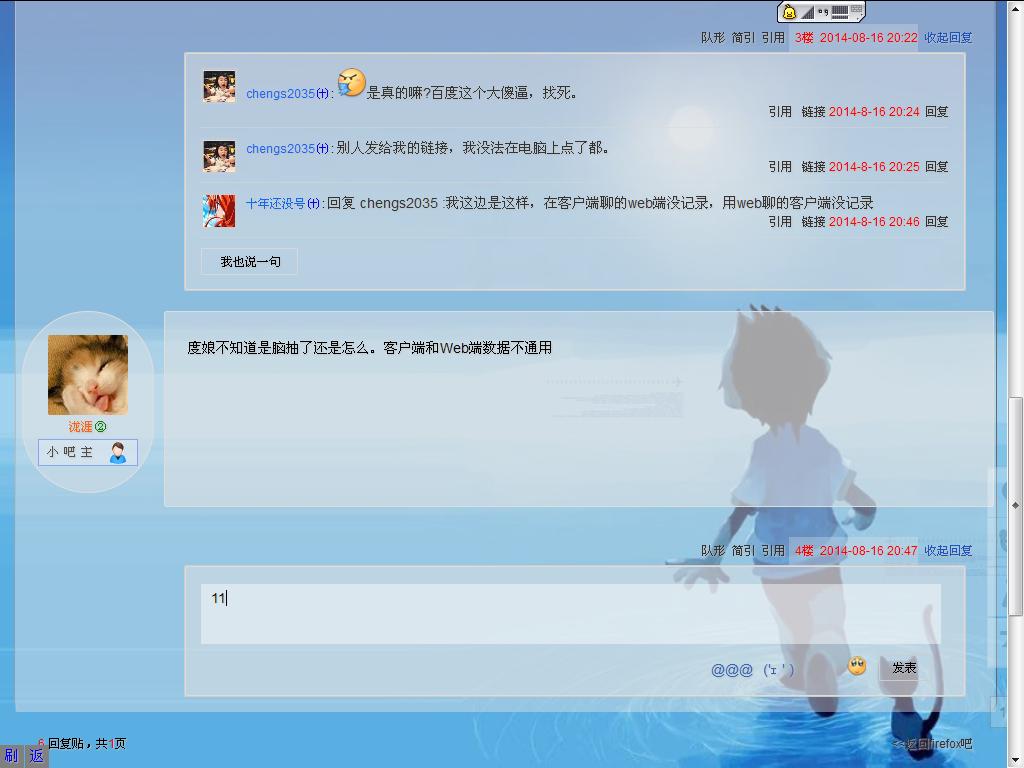 队形 简引 引用 3楼 2014-08-16 20:22 收起回复
chengs2035(十):是真的嘛?百度这个大傻逼，找死。
引用 链接 2014-8-16 20:24 回复
chengs2035(十):别人发给我的链接，我没法在电脑上点了都。
引用 链接 2014-8-16 20:25 回复
十年还没号(十):回复 chengs2035 :我这边是这样，在客户端聊的web端没记录，用web聊的客户端没记录
引用 链接 2014-8-16 20:46 回复
我也说一句
度娘不知道是脑抽了还是怎么。客户端和Web端数据不通用
泷涯②
小吧主
队形 简引 引用 4楼 2014-08-16 20:47 收起回复
11
@@@ ('ｪ')
发表
6 回复贴，共1页
<<返回firefox吧
刷 返